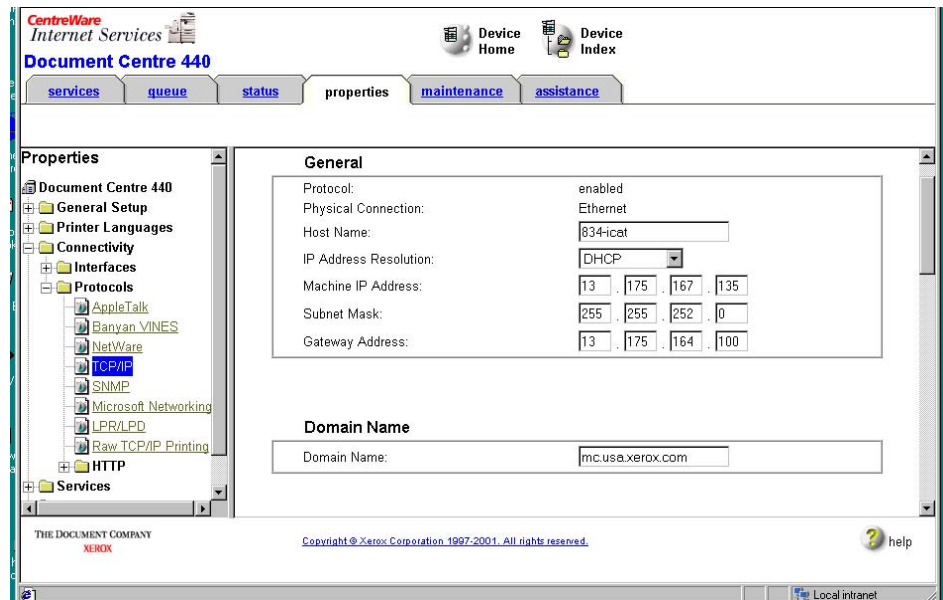 CentreWare
Internet Services
Device Home
Device Index
Document Centre 440
services queue status properties maintenance assistance
Properties
Document Centre 440
General Setup
Printer Languages
Connectivity
Interfaces
Protocols
AppleTalk
Banyan VINES
NetWare
TCP/IP
SNMP
Microsoft Networking
LPR/LPD
Raw TCP/IP Printing
HTTP
Services
General
Protocol: enabled
Physical Connection: Ethernet
Host Name: 834-icat
IP Address Resolution: DHCP
Machine IP Address: 13 . 175 . 167 . 135
Subnet Mask: 255 . 255 . 252 . 0
Gateway Address: 13 . 175 . 164 . 100
Domain Name
Domain Name: mc.usa.xerox.com
THE DOCUMENT COMPANY
XEROX
Copyright © Xerox Corporation 1997-2001. All rights reserved.
help
Local intranet